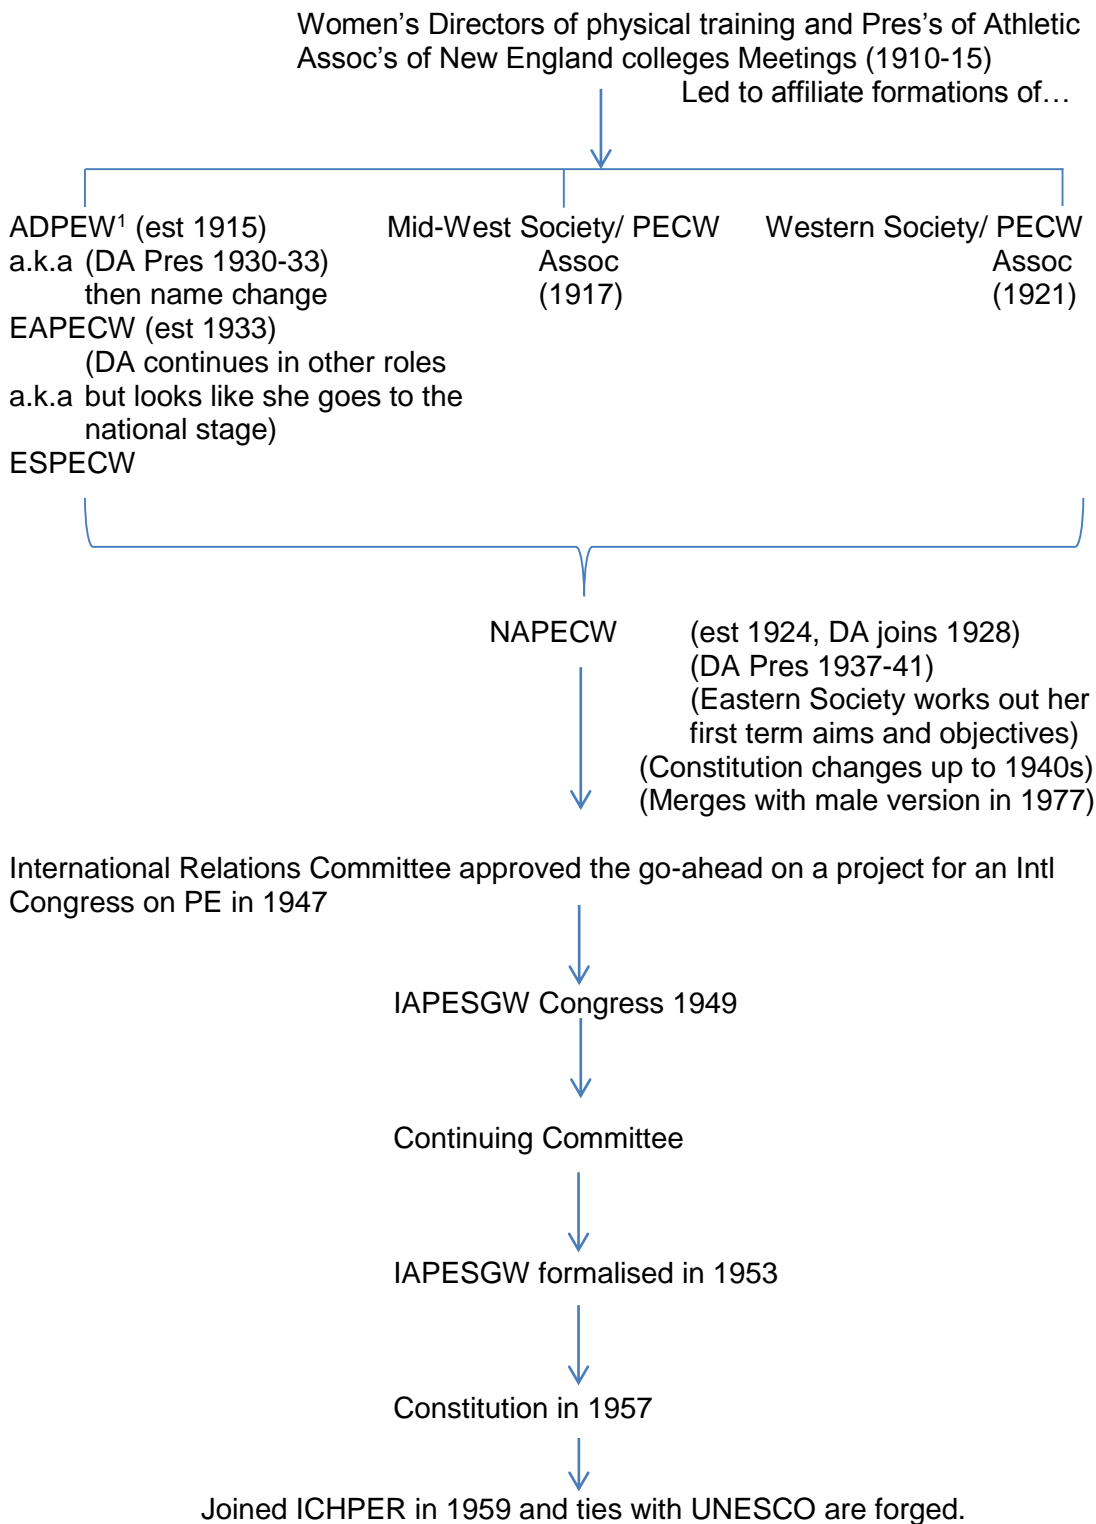 Women’s Directors of physical training and Pres’s of Athletic
Assoc’s of New England colleges Meetings (1910-15)
Led to affiliate formations of…
ADPEW¹ (est 1915)
a.k.a (DA Pres 1930-33)
then name change
EAPECW (est 1933)
(DA continues in other roles
a.k.a but looks like she goes to the
national stage)
ESPECW
Mid-West Society/ PECW
Assoc
(1917)
Western Society/ PECW
Assoc
(1921)
NAPECW (est 1924, DA joins 1928)
(DA Pres 1937-41)
(Eastern Society works out her
first term aims and objectives)
(Constitution changes up to 1940s)
(Merges with male version in 1977)
International Relations Committee approved the go-ahead on a project for an Intl
Congress on PE in 1947
IAPESGW Congress 1949
Continuing Committee
IAPESGW formalised in 1953
Constitution in 1957
Joined ICHPER in 1959 and ties with UNESCO are forged.